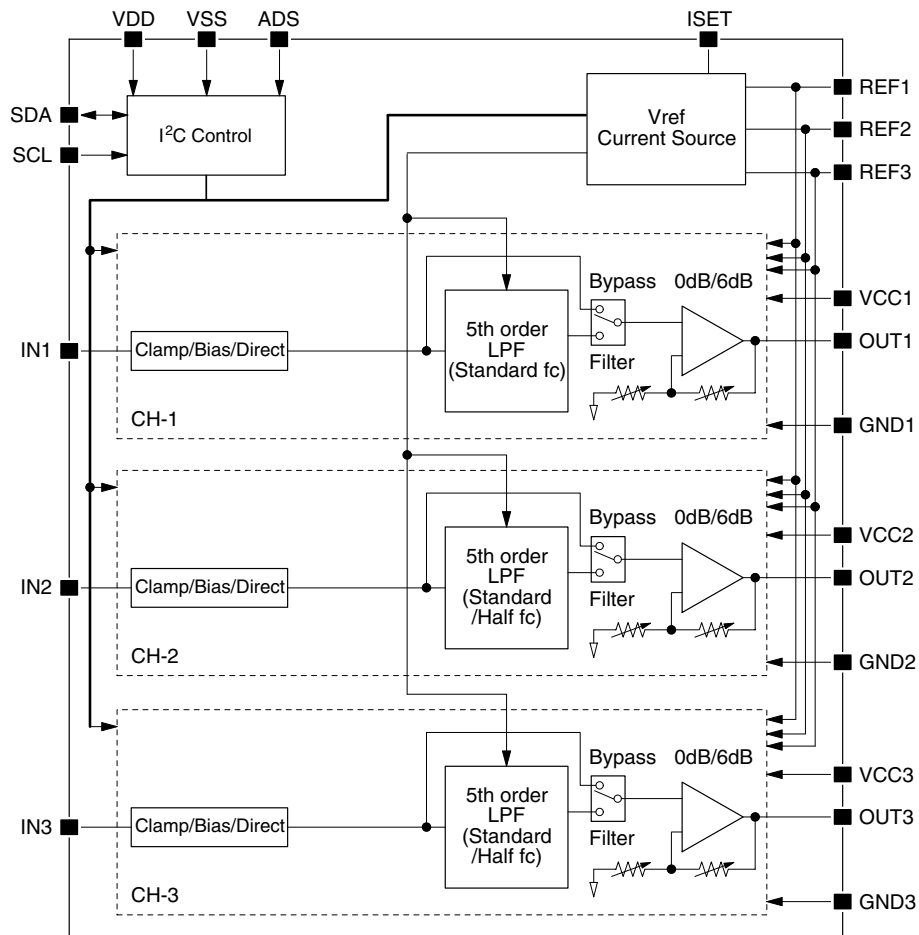 VDD VSS ADS ISET
SDA
SCL
I²C Control
Vref
Current Source
REF1
REF2
REF3
Bypass 0dB/6dB
VCC1
IN1
Clamp/Bias/Direct
5th order
LPF
(Standard fc)
Filter
OUT1
CH-1
GND1
Bypass 0dB/6dB
VCC2
IN2
Clamp/Bias/Direct
5th order
LPF
(Standard
/Half fc)
Filter
OUT2
CH-2
GND2
Bypass 0dB/6dB
VCC3
IN3
Clamp/Bias/Direct
5th order
LPF
(Standard
/Half fc)
Filter
OUT3
CH-3
GND3